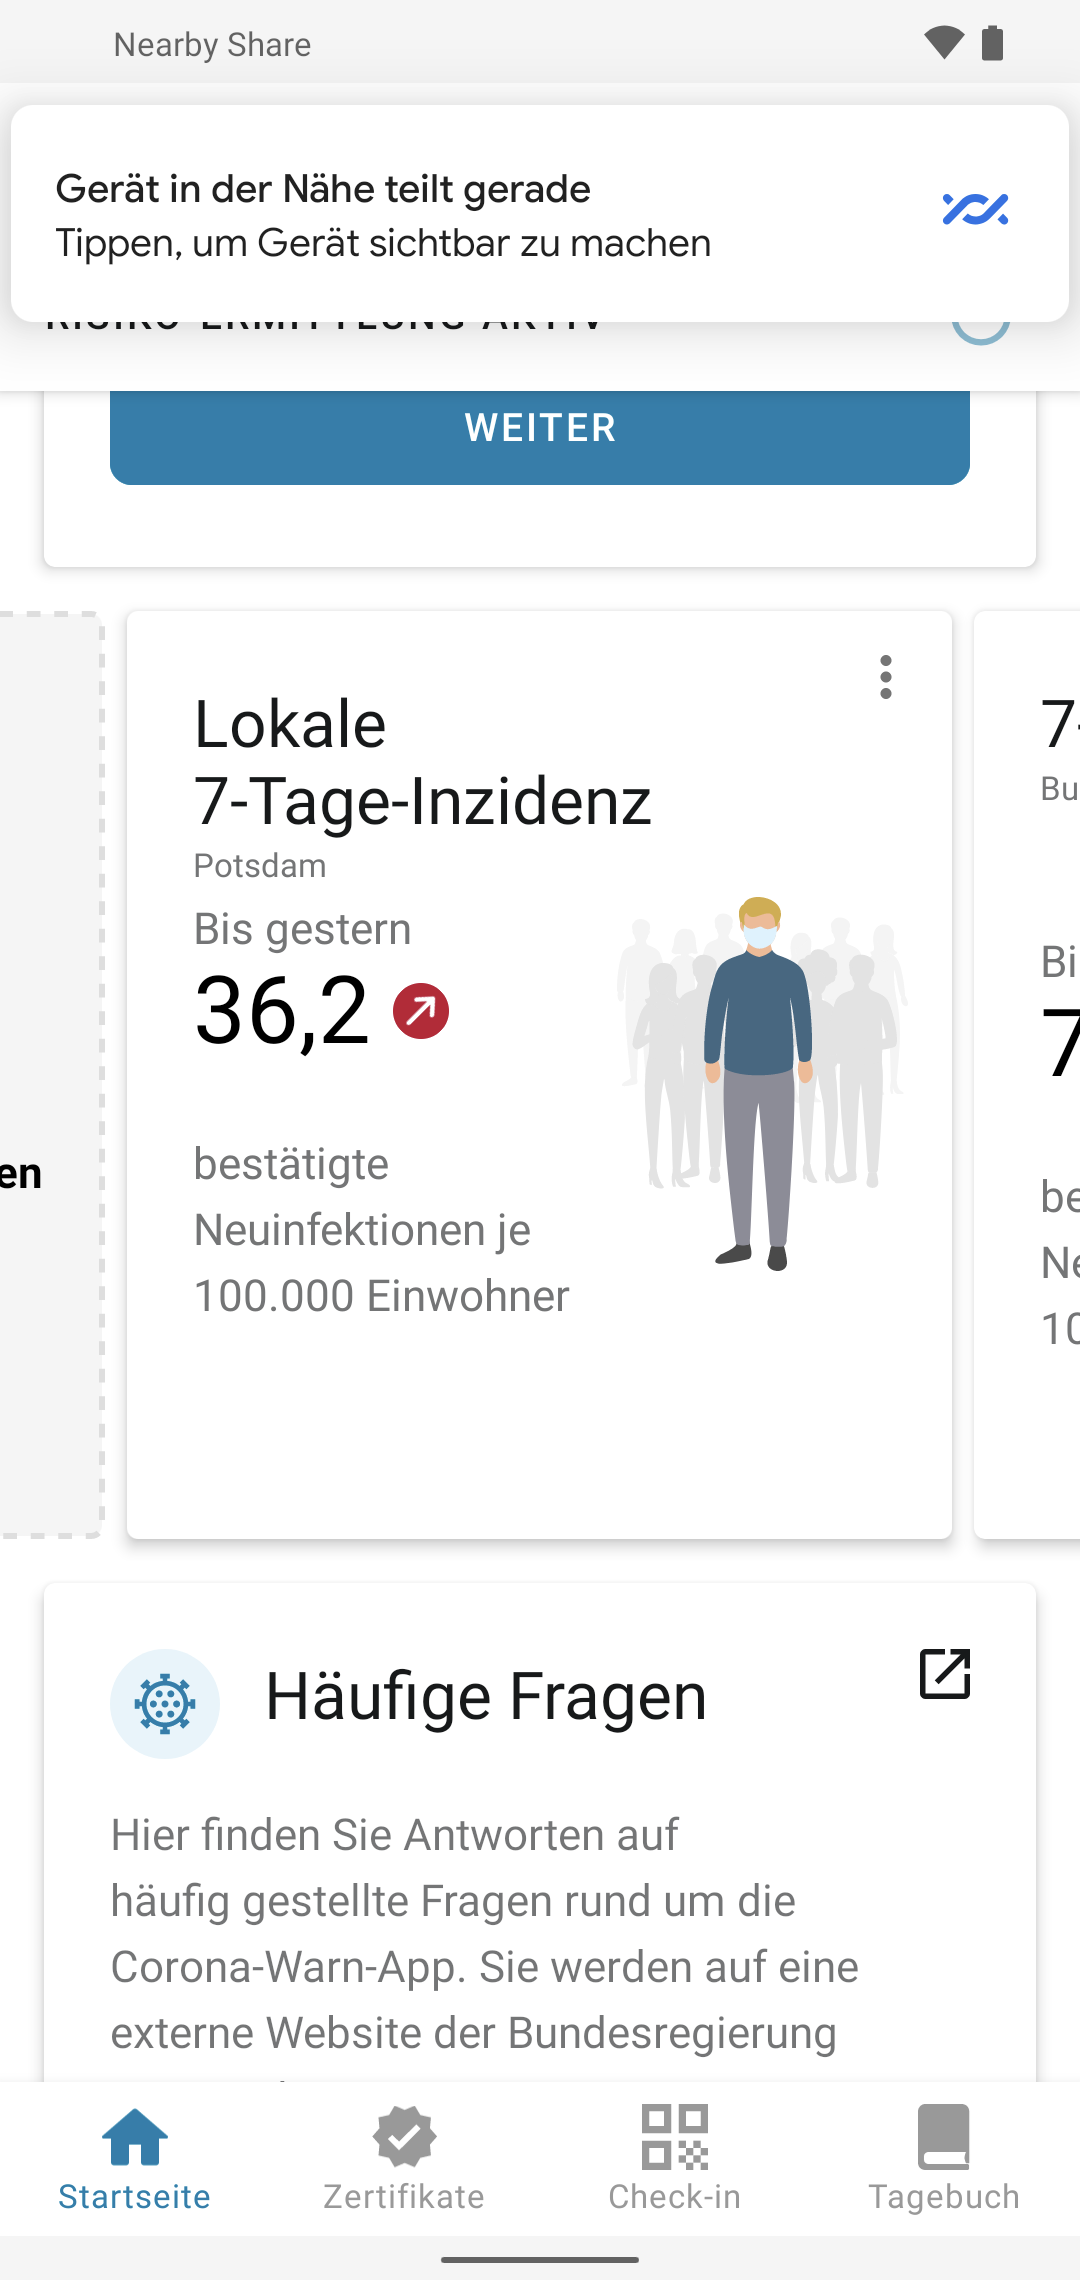 Nearby Share
Gerät in der Nähe teilt gerade
Tippen, um Gerät sichtbar zu machen
RISIKO-ERMITTLUNG AKTIV
WEITER
en
Lokale
7-Tage-Inzidenz
Potsdam
Bis gestern
36,2
bestätigte
Neuinfektionen je
100.000 Einwohner
7-
Bu
Bi
7
be
Ne
10
Häufige Fragen
Hier finden Sie Antworten auf
häufig gestellte Fragen rund um die
Corona-Warn-App. Sie werden auf eine
externe Website der Bundesregierung
Startseite
Zertifikate
Check-in
Tagebuch